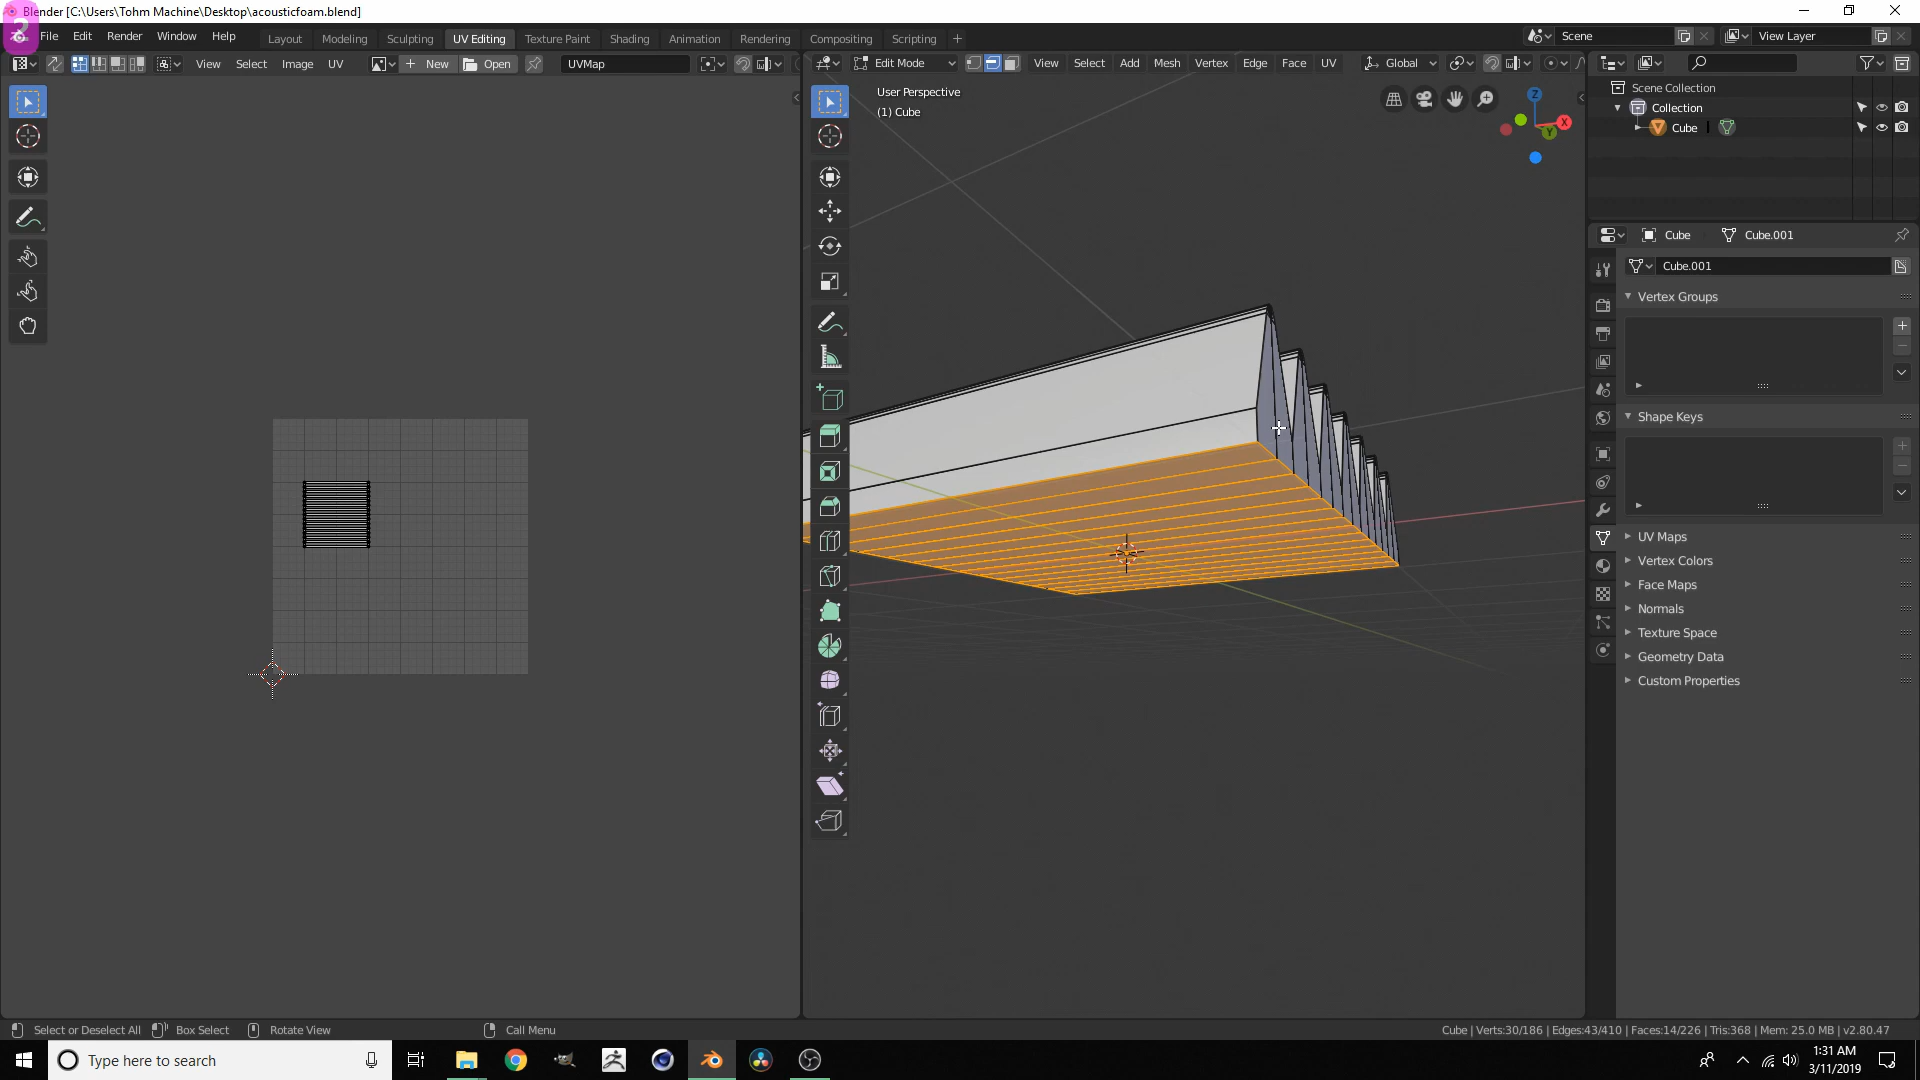 Blender [C:\Users\Tohm Machine\Desktop\acousticfoam.blend]
File Edit Render Window Help Layout Modeling Sculpting UV Editing Texture Paint Shading Animation Rendering Compositing Scripting + Scene View Layer
View Select Image UV New Open UVMap Edit Mode View Select Add Mesh Vertex Edge Face UV Global
User Perspective
(1) Cube
Z
X
Y
Scene Collection
Collection
Cube
Cube Cube.001
Cube.001
Vertex Groups
Shape Keys
UV Maps
Vertex Colors
Face Maps
Normals
Texture Space
Geometry Data
Custom Properties
Select or Deselect All Box Select Rotate View Call Menu Cube | Verts:30/186 | Edges:43/410 | Faces:14/226 | Tris:368 | Mem: 25.0 MB | v2.80.47
Type here to search
1:31 AM
3/11/2019